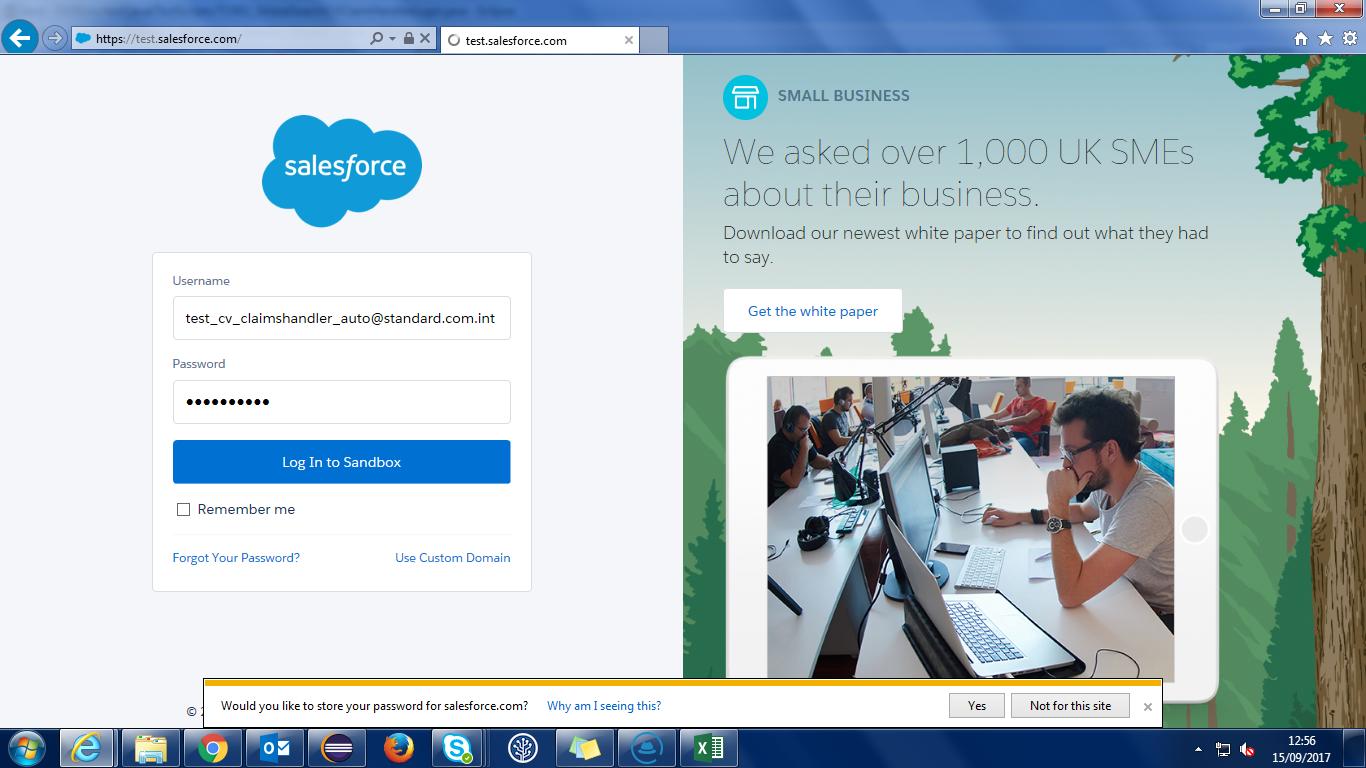 https://test.salesforce.com/
test.salesforce.com
salesforce
Username
test_cv_claimshandler_auto@standard.com.int
Password
••••••••••
Log In to Sandbox
Remember me
Forgot Your Password?
Use Custom Domain
SMALL BUSINESS
We asked over 1,000 UK SMEs
about their business.
Download our newest white paper to find out what they had
to say.
Get the white paper
©
Would you like to store your password for salesforce.com?
Why am I seeing this?
Yes
Not for this site
12:56
15/09/2017